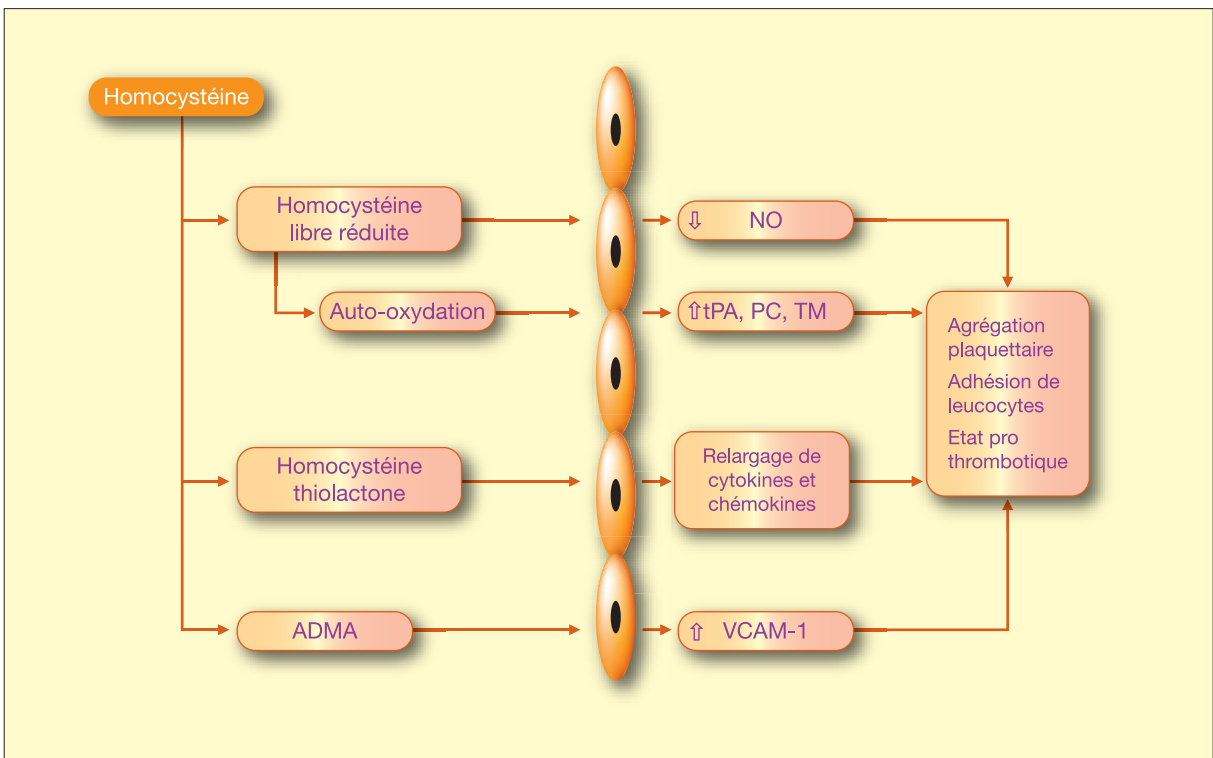 Homocystéine
Homocystéine
libre réduite
⇩ NO
Auto-oxydation
⇧tPA, PC, TM
Agrégation
plaquettaire
Adhésion de
leucocytes
Etat pro
thrombotique
Homocystéine
thiolactone
Relargage de
cytokines et
chémokines
ADMA
⇧ VCAM-1